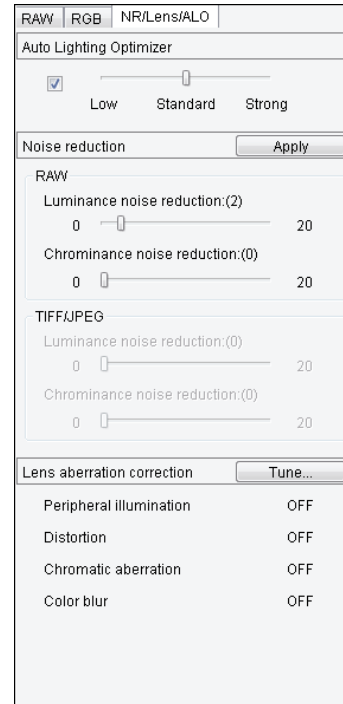 RAW RGB NR/Lens/ALO
Auto Lighting Optimizer
Low Standard Strong
Noise reduction Apply
RAW
Luminance noise reduction:(2)
0 20
Chrominance noise reduction:(0)
0 20
TIFF/JPEG
Luminance noise reduction:(0)
0 20
Chrominance noise reduction:(0)
0 20
Lens aberration correction Tune...
Peripheral illumination OFF
Distortion OFF
Chromatic aberration OFF
Color blur OFF